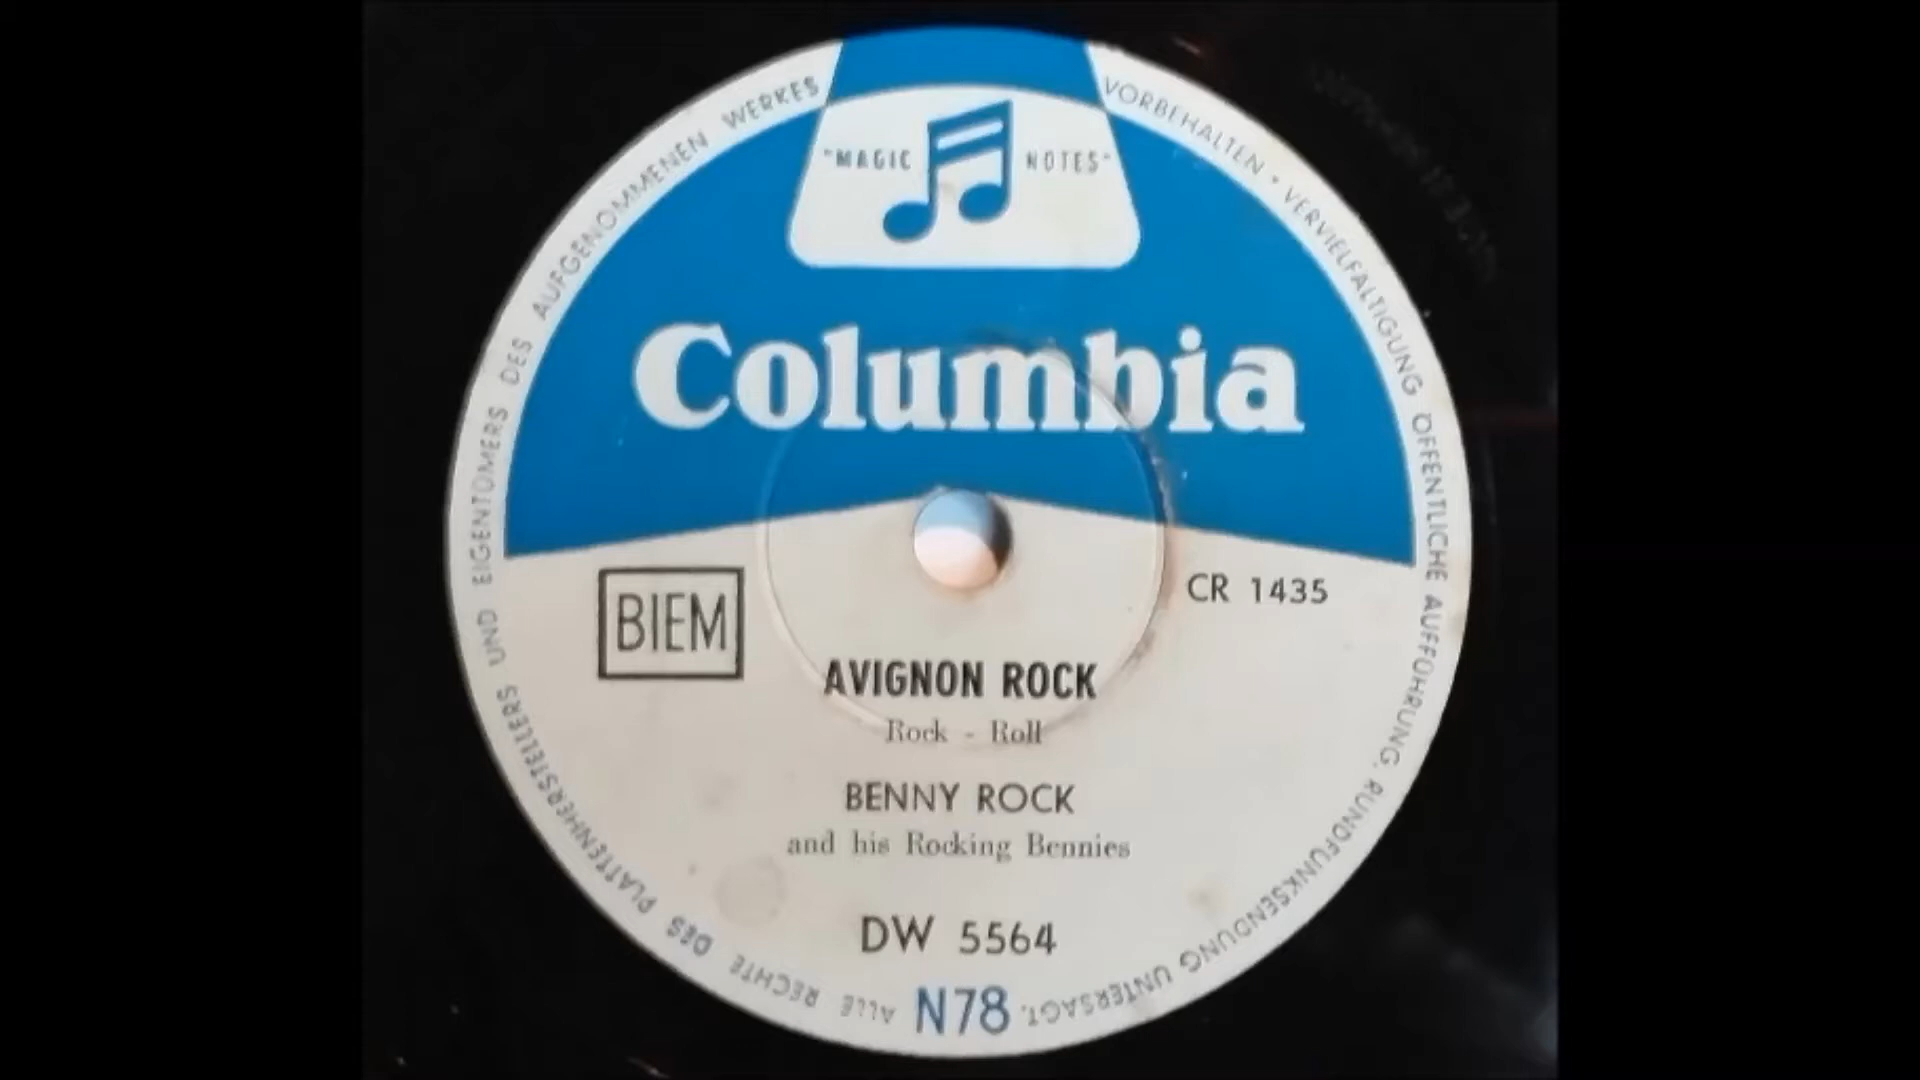 "MAGIC NOTES"
Columbia
BIEM
CR 1435
AVIGNON ROCK
Rock - Roll
BENNY ROCK
and his Rocking Bennies
DW 5564
N78
ALLE RECHTE DES PLATTENHERSTELLERS UND EIGENTÜMERS DES AUFGENOMMENEN WERKES VORBEHALTEN • VERVIELFÄLTIGUNG ÖFFENTLICHE AUFFÜHRUNG, RUNDFUNKSENDUNG UNTERSAGT.